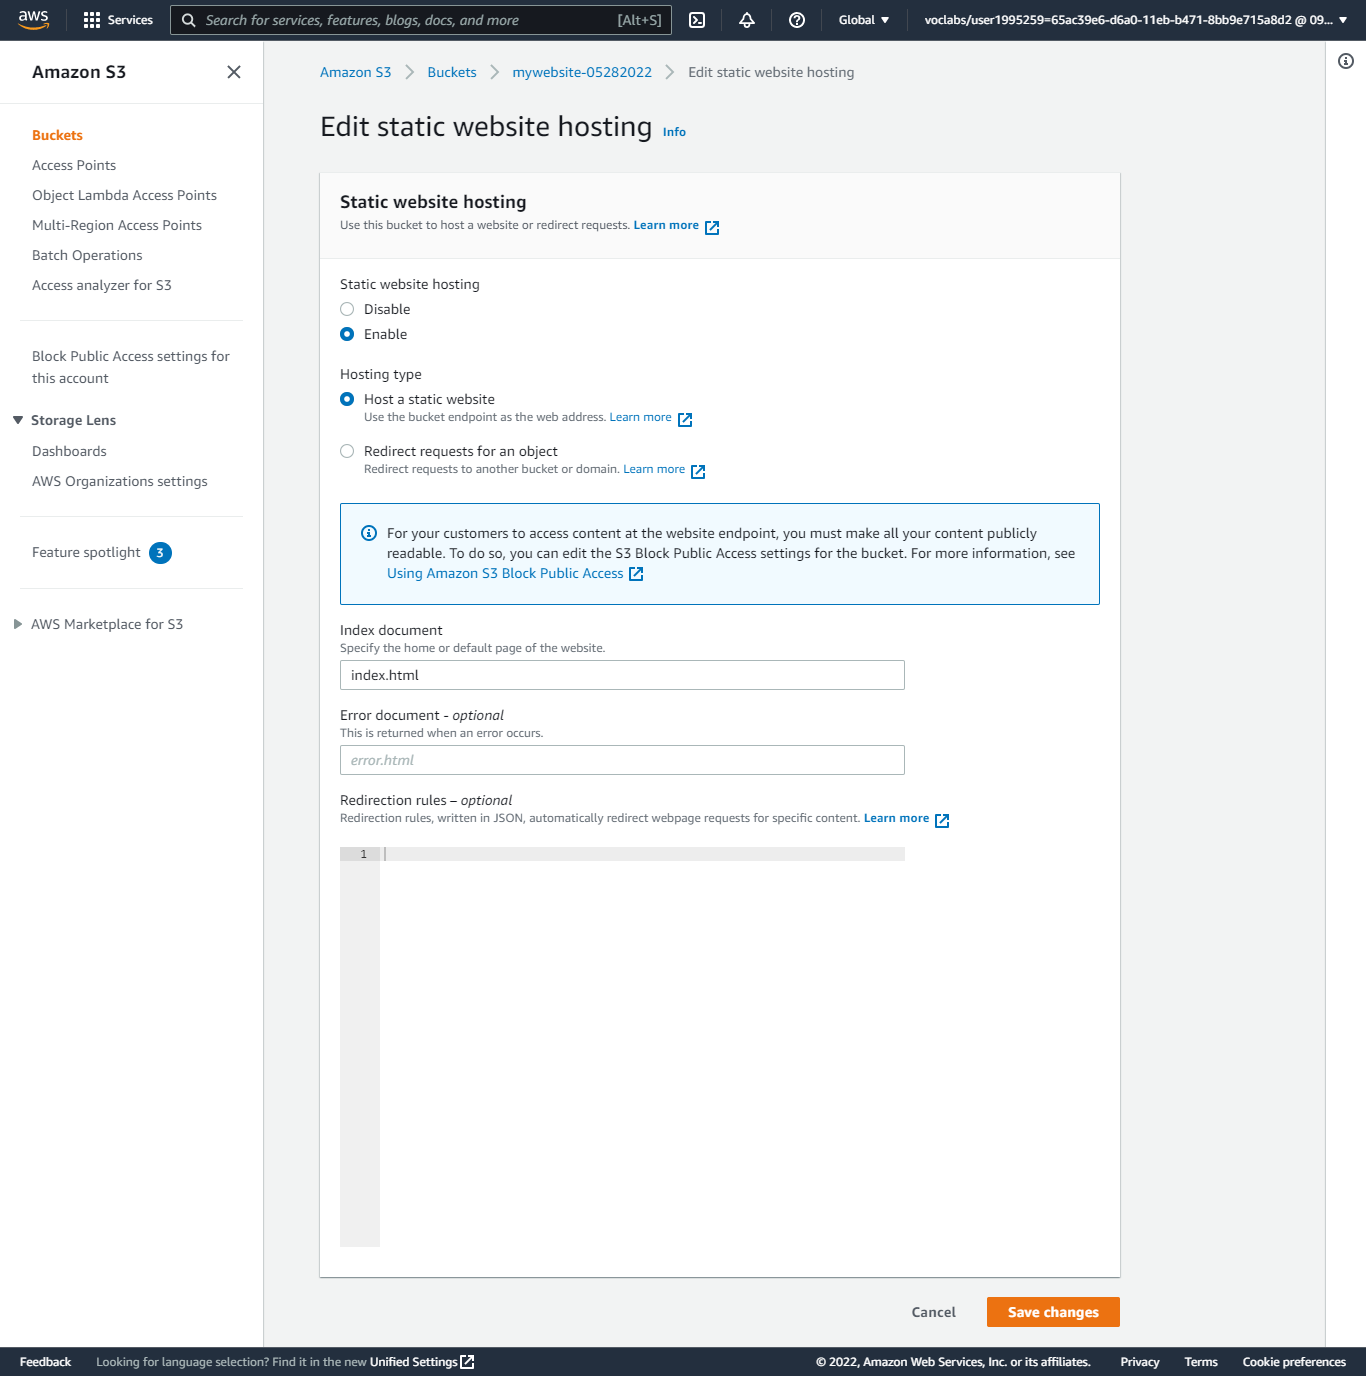 aws
Services
Search for services, features, blogs, docs, and more
[Alt+S]
Global
voclabs/user1995259=65ac39e6-d6a0-11eb-b471-8bb9e715a8d2 @ 09...
Amazon S3
Buckets
Access Points
Object Lambda Access Points
Multi-Region Access Points
Batch Operations
Access analyzer for S3
Block Public Access settings for
this account
Storage Lens
Dashboards
AWS Organizations settings
Feature spotlight 3
AWS Marketplace for S3
Amazon S3
Buckets
mywebsite-05282022
Edit static website hosting
Edit static website hosting Info
Static website hosting
Use this bucket to host a website or redirect requests. Learn more
Static website hosting
Disable
Enable
Hosting type
Host a static website
Use the bucket endpoint as the web address. Learn more
Redirect requests for an object
Redirect requests to another bucket or domain. Learn more
For your customers to access content at the website endpoint, you must make all your content publicly
readable. To do so, you can edit the S3 Block Public Access settings for the bucket. For more information, see
Using Amazon S3 Block Public Access
Index document
Specify the home or default page of the website.
index.html
Error document - optional
This is returned when an error occurs.
error.html
Redirection rules – optional
Redirection rules, written in JSON, automatically redirect webpage requests for specific content. Learn more
1
Cancel
Save changes
Feedback
Looking for language selection? Find it in the new Unified Settings
© 2022, Amazon Web Services, Inc. or its affiliates.
Privacy
Terms
Cookie preferences